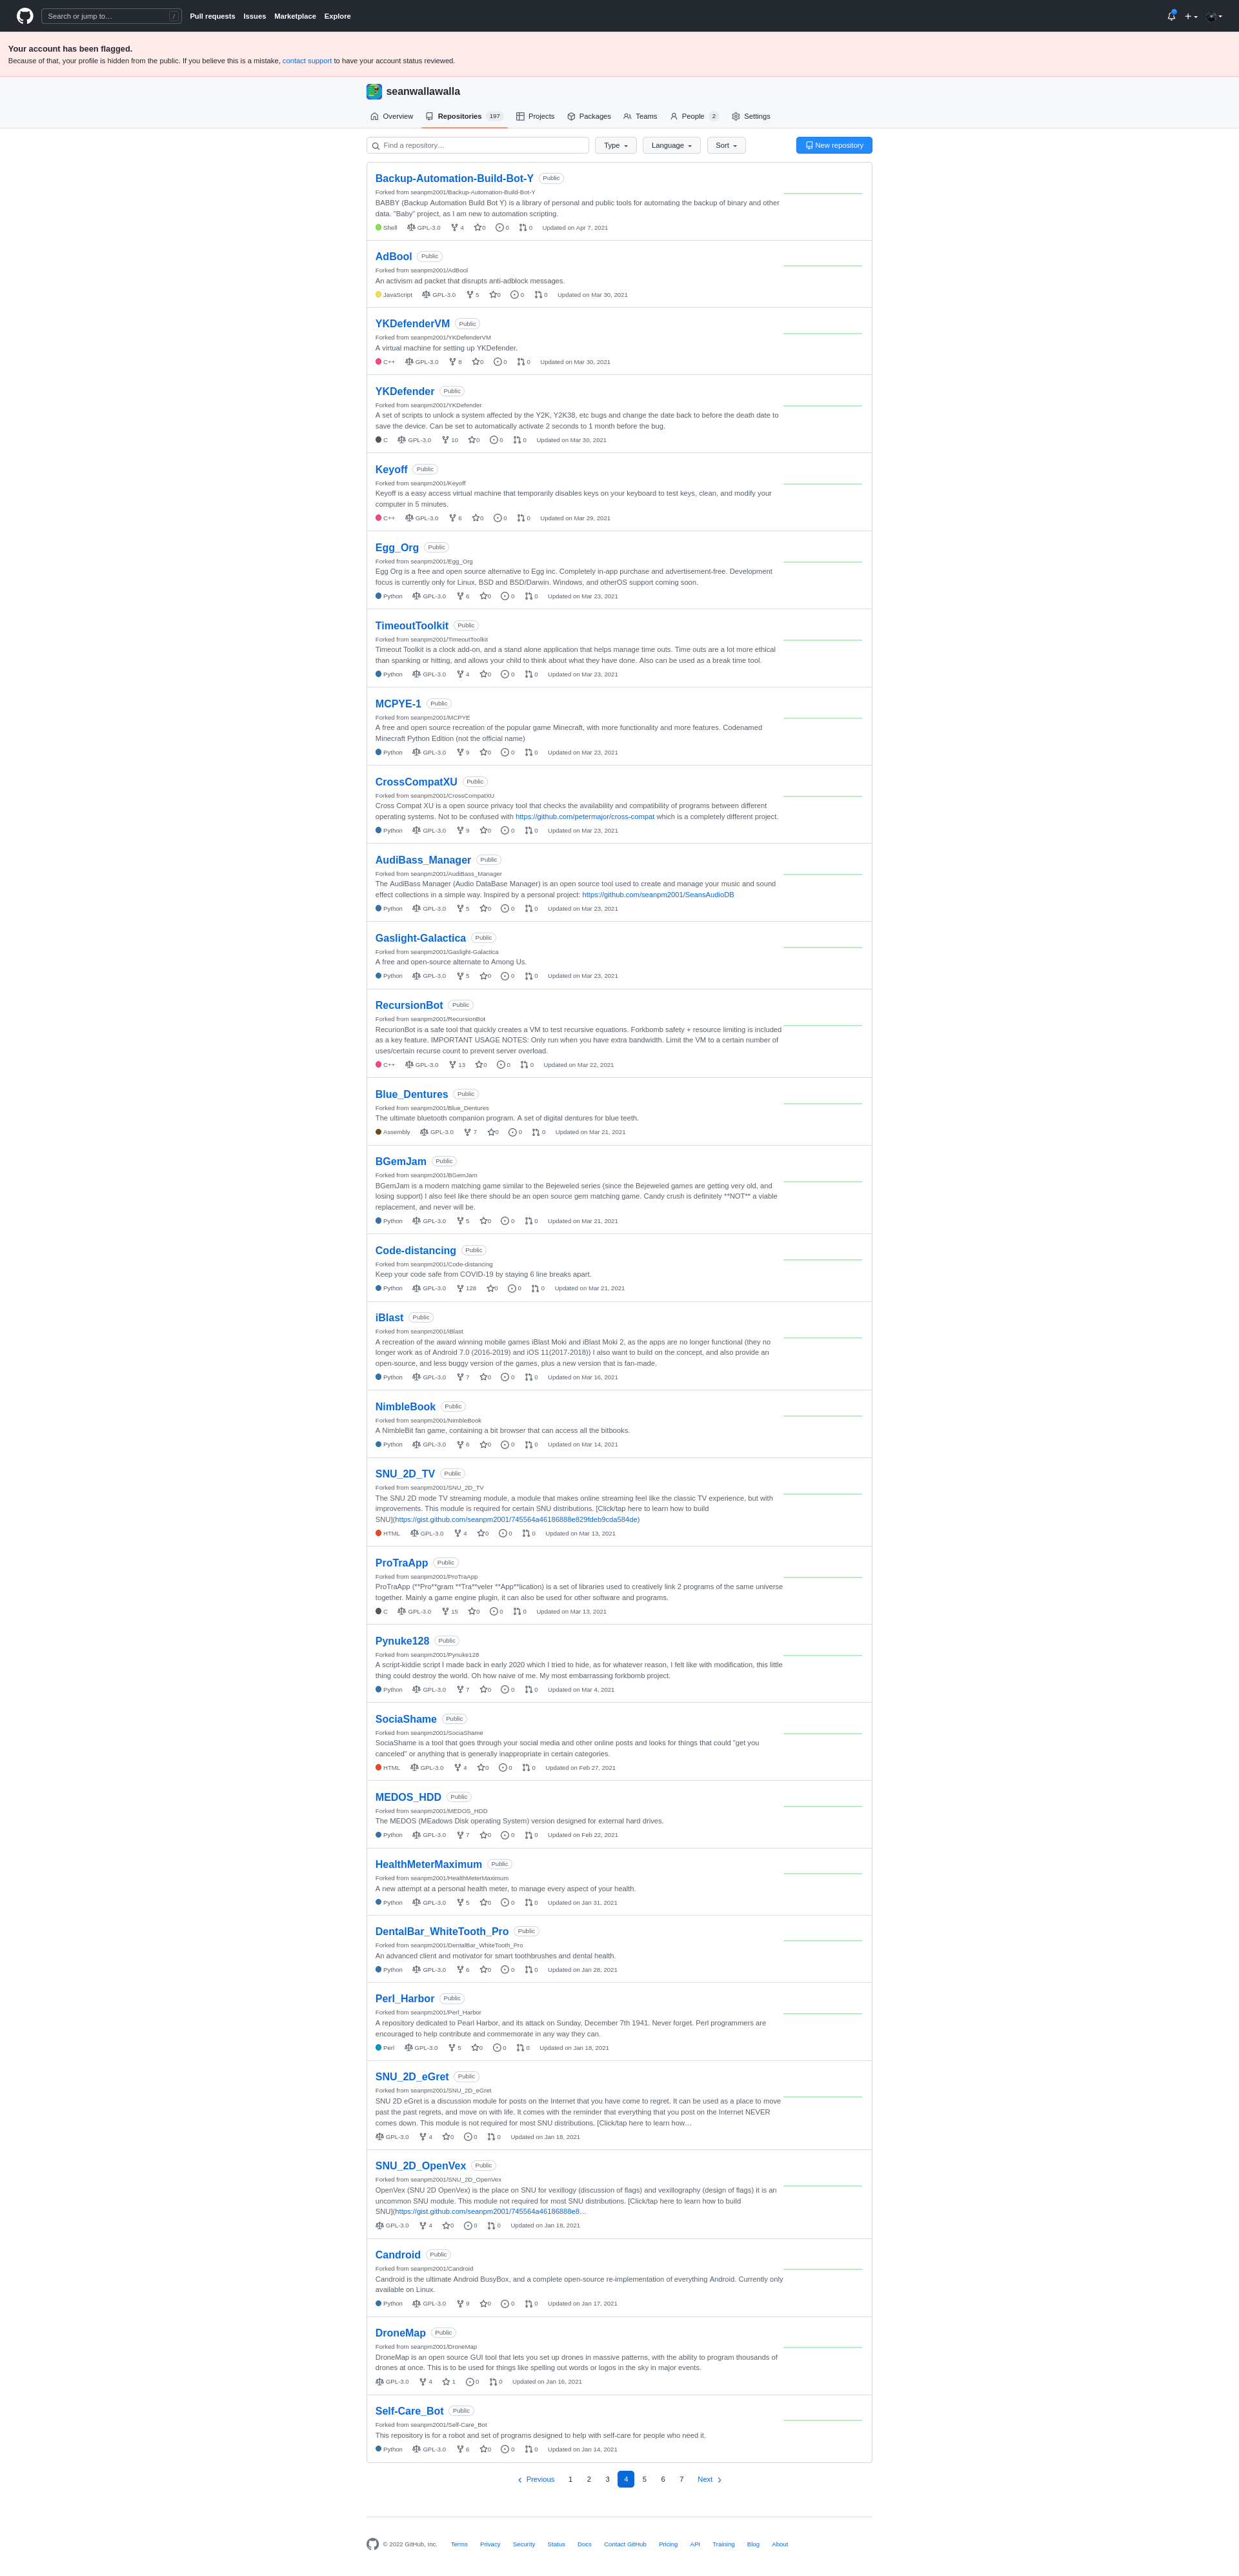 Search or jump to… /
Pull requests Issues Marketplace Explore
Your account has been flagged.
Because of that, your profile is hidden from the public. If you believe this is a mistake, contact support to have your account status reviewed.
seanwallawalla
Overview Repositories 197 Projects Packages Teams People 2 Settings
Find a repository… Type Language Sort New repository
Backup-Automation-Build-Bot-Y Public
Forked from seanpm2001/Backup-Automation-Build-Bot-Y
BABBY (Backup Automation Build Bot Y) is a library of personal and public tools for automating the backup of binary and other
data. "Baby" project, as I am new to automation scripting.
Shell GPL-3.0 4 0 0 0 Updated on Apr 7, 2021
AdBool Public
Forked from seanpm2001/AdBool
An activism ad packet that disrupts anti-adblock messages.
JavaScript GPL-3.0 5 0 0 0 Updated on Mar 30, 2021
YKDefenderVM Public
Forked from seanpm2001/YKDefenderVM
A virtual machine for setting up YKDefender.
C++ GPL-3.0 8 0 0 0 Updated on Mar 30, 2021
YKDefender Public
Forked from seanpm2001/YKDefender
A set of scripts to unlock a system affected by the Y2K, Y2K38, etc bugs and change the date back to before the death date to
save the device. Can be set to automatically activate 2 seconds to 1 month before the bug.
C GPL-3.0 10 0 0 0 Updated on Mar 30, 2021
Keyoff Public
Forked from seanpm2001/Keyoff
Keyoff is a easy access virtual machine that temporarily disables keys on your keyboard to test keys, clean, and modify your
computer in 5 minutes.
C++ GPL-3.0 6 0 0 0 Updated on Mar 29, 2021
Egg_Org Public
Forked from seanpm2001/Egg_Org
Egg Org is a free and open source alternative to Egg inc. Completely in-app purchase and advertisement-free. Development
focus is currently only for Linux, BSD and BSD/Darwin. Windows, and otherOS support coming soon.
Python GPL-3.0 6 0 0 0 Updated on Mar 23, 2021
TimeoutToolkit Public
Forked from seanpm2001/TimeoutToolkit
Timeout Toolkit is a clock add-on, and a stand alone application that helps manage time outs. Time outs are a lot more ethical
than spanking or hitting, and allows your child to think about what they have done. Also can be used as a break time tool.
Python GPL-3.0 4 0 0 0 Updated on Mar 23, 2021
MCPYE-1 Public
Forked from seanpm2001/MCPYE
A free and open source recreation of the popular game Minecraft, with more functionality and more features. Codenamed
Minecraft Python Edition (not the official name)
Python GPL-3.0 9 0 0 0 Updated on Mar 23, 2021
CrossCompatXU Public
Forked from seanpm2001/CrossCompatXU
Cross Compat XU is a open source privacy tool that checks the availability and compatibility of programs between different
operating systems. Not to be confused with https://github.com/petermajor/cross-compat which is a completely different project.
Python GPL-3.0 9 0 0 0 Updated on Mar 23, 2021
AudiBass_Manager Public
Forked from seanpm2001/AudiBass_Manager
The AudiBass Manager (Audio DataBase Manager) is an open source tool used to create and manage your music and sound
effect collections in a simple way. Inspired by a personal project: https://github.com/seanpm2001/SeansAudioDB
Python GPL-3.0 5 0 0 0 Updated on Mar 23, 2021
Gaslight-Galactica Public
Forked from seanpm2001/Gaslight-Galactica
A free and open-source alternate to Among Us.
Python GPL-3.0 5 0 0 0 Updated on Mar 23, 2021
RecursionBot Public
Forked from seanpm2001/RecursionBot
RecurionBot is a safe tool that quickly creates a VM to test recursive equations. Forkbomb safety + resource limiting is included
as a key feature. IMPORTANT USAGE NOTES: Only run when you have extra bandwidth. Limit the VM to a certain number of
uses/certain recurse count to prevent server overload.
C++ GPL-3.0 13 0 0 0 Updated on Mar 22, 2021
Blue_Dentures Public
Forked from seanpm2001/Blue_Dentures
The ultimate bluetooth companion program. A set of digital dentures for blue teeth.
Assembly GPL-3.0 7 0 0 0 Updated on Mar 21, 2021
BGemJam Public
Forked from seanpm2001/BGemJam
BGemJam is a modern matching game similar to the Bejeweled series (since the Bejeweled games are getting very old, and
losing support) I also feel like there should be an open source gem matching game. Candy crush is definitely **NOT** a viable
replacement, and never will be.
Python GPL-3.0 5 0 0 0 Updated on Mar 21, 2021
Code-distancing Public
Forked from seanpm2001/Code-distancing
Keep your code safe from COVID-19 by staying 6 line breaks apart.
Python GPL-3.0 128 0 0 0 Updated on Mar 21, 2021
iBlast Public
Forked from seanpm2001/iBlast
A recreation of the award winning mobile games iBlast Moki and iBlast Moki 2, as the apps are no longer functional (they no
longer work as of Android 7.0 (2016-2019) and iOS 11(2017-2018)) I also want to build on the concept, and also provide an
open-source, and less buggy version of the games, plus a new version that is fan-made.
Python GPL-3.0 7 0 0 0 Updated on Mar 16, 2021
NimbleBook Public
Forked from seanpm2001/NimbleBook
A NimbleBit fan game, containing a bit browser that can access all the bitbooks.
Python GPL-3.0 6 0 0 0 Updated on Mar 14, 2021
SNU_2D_TV Public
Forked from seanpm2001/SNU_2D_TV
The SNU 2D mode TV streaming module, a module that makes online streaming feel like the classic TV experience, but with
improvements. This module is required for certain SNU distributions. [Click/tap here to learn how to build
SNU](https://gist.github.com/seanpm2001/745564a46186888e829fdeb9cda584de)
HTML GPL-3.0 4 0 0 0 Updated on Mar 13, 2021
ProTraApp Public
Forked from seanpm2001/ProTraApp
ProTraApp (**Pro**gram **Tra**veler **App**lication) is a set of libraries used to creatively link 2 programs of the same universe
together. Mainly a game engine plugin, it can also be used for other software and programs.
C GPL-3.0 15 0 0 0 Updated on Mar 13, 2021
Pynuke128 Public
Forked from seanpm2001/Pynuke128
A script-kiddie script I made back in early 2020 which I tried to hide, as for whatever reason, I felt like with modification, this little
thing could destroy the world. Oh how naive of me. My most embarrassing forkbomb project.
Python GPL-3.0 7 0 0 0 Updated on Mar 4, 2021
SociaShame Public
Forked from seanpm2001/SociaShame
SociaShame is a tool that goes through your social media and other online posts and looks for things that could "get you
canceled" or anything that is generally inappropriate in certain categories.
HTML GPL-3.0 4 0 0 0 Updated on Feb 27, 2021
MEDOS_HDD Public
Forked from seanpm2001/MEDOS_HDD
The MEDOS (MEadows Disk operating System) version designed for external hard drives.
Python GPL-3.0 7 0 0 0 Updated on Feb 22, 2021
HealthMeterMaximum Public
Forked from seanpm2001/HealthMeterMaximum
A new attempt at a personal health meter, to manage every aspect of your health.
Python GPL-3.0 5 0 0 0 Updated on Jan 31, 2021
DentalBar_WhiteTooth_Pro Public
Forked from seanpm2001/DentalBar_WhiteTooth_Pro
An advanced client and motivator for smart toothbrushes and dental health.
Python GPL-3.0 6 0 0 0 Updated on Jan 28, 2021
Perl_Harbor Public
Forked from seanpm2001/Perl_Harbor
A repository dedicated to Pearl Harbor, and its attack on Sunday, December 7th 1941. Never forget. Perl programmers are
encouraged to help contribute and commemorate in any way they can.
Perl GPL-3.0 5 0 0 0 Updated on Jan 18, 2021
SNU_2D_eGret Public
Forked from seanpm2001/SNU_2D_eGret
SNU 2D eGret is a discussion module for posts on the Internet that you have come to regret. It can be used as a place to move
past the past regrets, and move on with life. It comes with the reminder that everything that you post on the Internet NEVER
comes down. This module is not required for most SNU distributions. [Click/tap here to learn how…
GPL-3.0 4 0 0 0 Updated on Jan 18, 2021
SNU_2D_OpenVex Public
Forked from seanpm2001/SNU_2D_OpenVex
OpenVex (SNU 2D OpenVex) is the place on SNU for vexillogy (discussion of flags) and vexillography (design of flags) it is an
uncommon SNU module. This module not required for most SNU distributions. [Click/tap here to learn how to build
SNU](https://gist.github.com/seanpm2001/745564a46186888e8…
GPL-3.0 4 0 0 0 Updated on Jan 18, 2021
Candroid Public
Forked from seanpm2001/Candroid
Candroid is the ultimate Android BusyBox, and a complete open-source re-implementation of everything Android. Currently only
available on Linux.
Python GPL-3.0 9 0 0 0 Updated on Jan 17, 2021
DroneMap Public
Forked from seanpm2001/DroneMap
DroneMap is an open source GUI tool that lets you set up drones in massive patterns, with the ability to program thousands of
drones at once. This is to be used for things like spelling out words or logos in the sky in major events.
GPL-3.0 4 1 0 0 Updated on Jan 16, 2021
Self-Care_Bot Public
Forked from seanpm2001/Self-Care_Bot
This repository is for a robot and set of programs designed to help with self-care for people who need it.
Python GPL-3.0 6 0 0 0 Updated on Jan 14, 2021
Previous 1 2 3 4 5 6 7 Next
© 2022 GitHub, Inc. Terms Privacy Security Status Docs Contact GitHub Pricing API Training Blog About